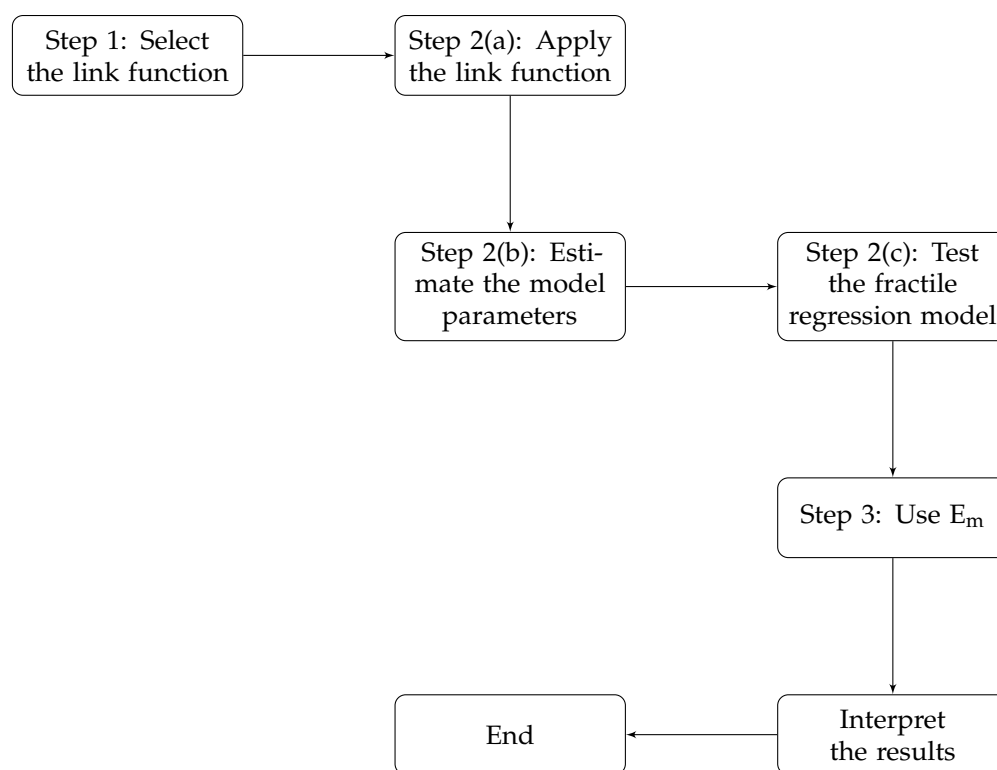 Step 1: Select
the link function
Step 2(a): Apply
the link function
Step 2(b): Esti-
mate the model
parameters
Step 2(c): Test
the fractile
regression model
Step 3: Use Eₘ
Interpret
the results
End